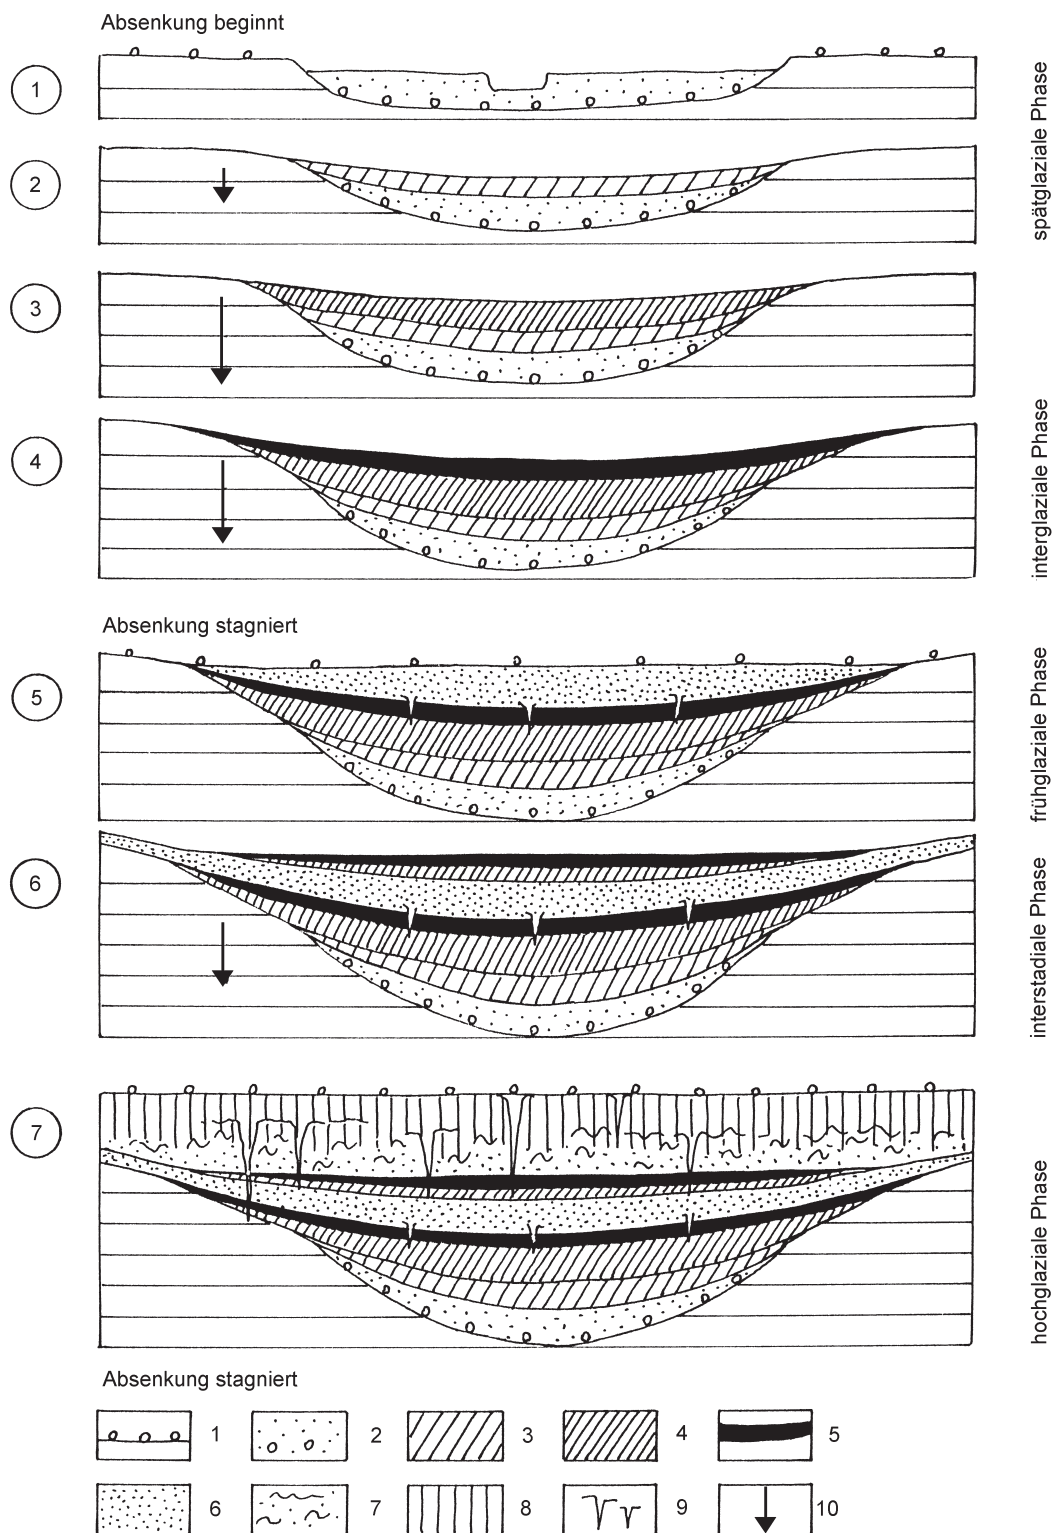 Absenkung beginnt
1
spätglaziale Phase
2
3
4
interglaziale Phase
Absenkung stagniert
5
frühglaziale Phase
6
interstadiale Phase
7
hochglaziale Phase
Absenkung stagniert
1 2 3 4 5
6 7 8 9 10